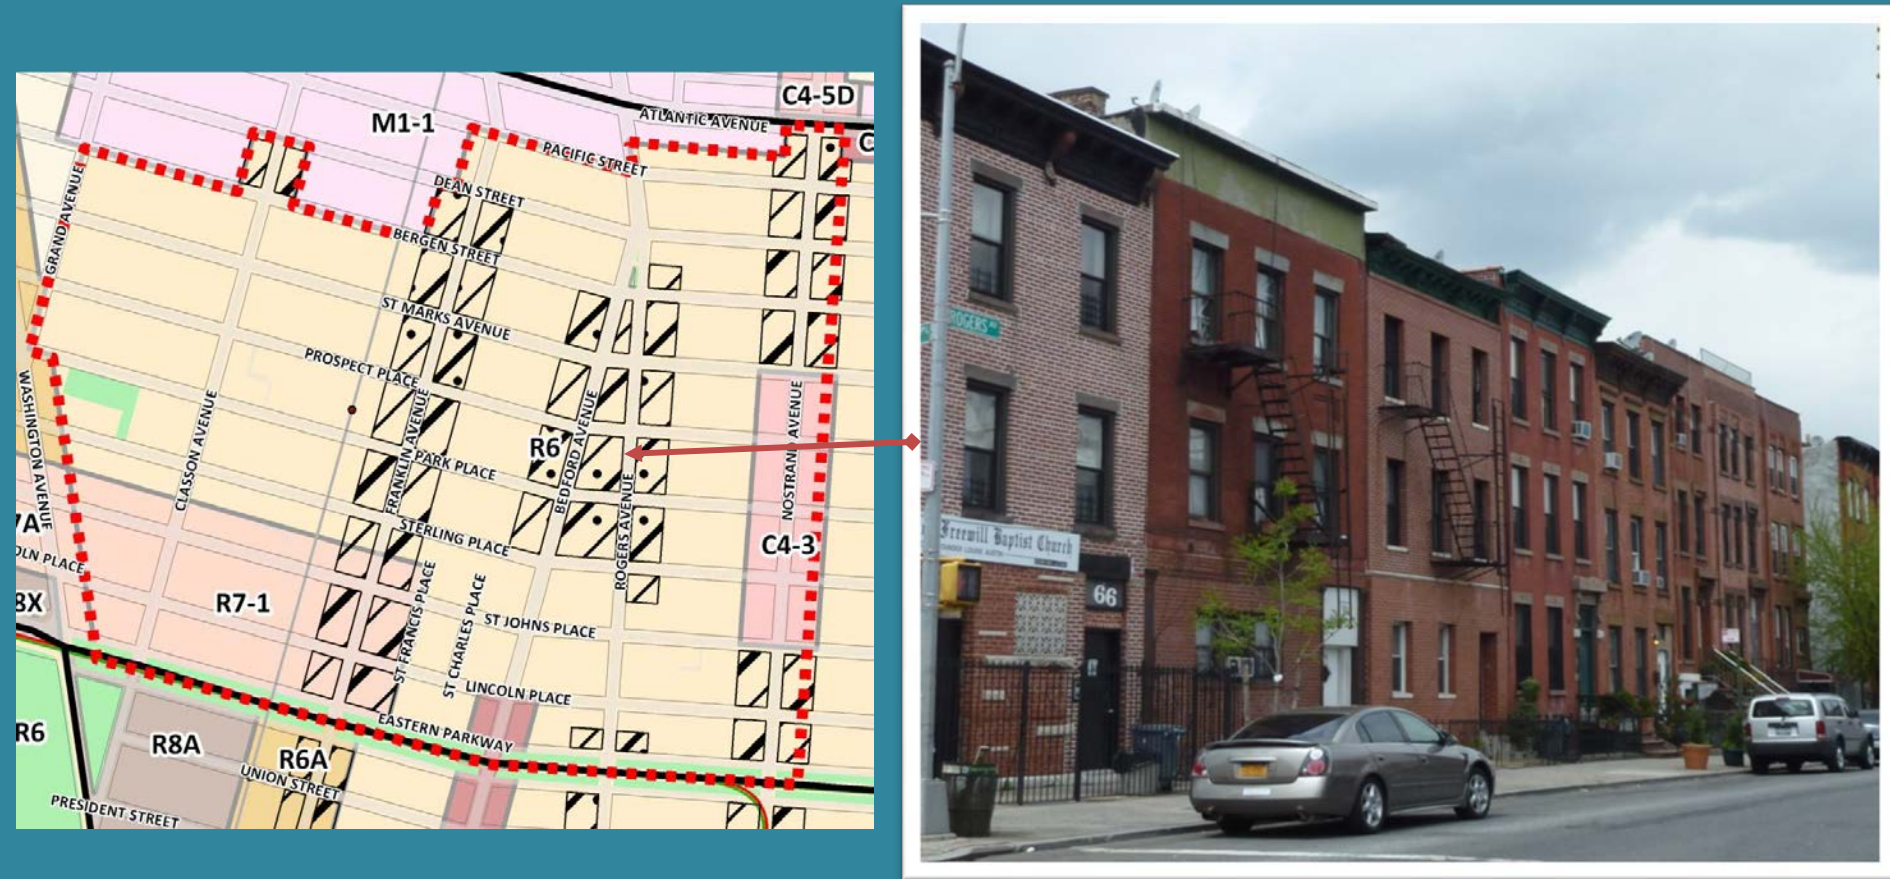 C4-5D
M1-1
ATLANTIC AVENUE
C
PACIFIC STREET
DEAN STREET
GRAND AVENUE
BERGEN STREET
ST MARKS AVENUE
PROSPECT PLACE
WASHINGTON AVENUE
CLASSON AVENUE
FRANKLIN AVENUE
BEDFORD AVENUE
NOSTRAND AVENUE
R6
PARK PLACE
ROGERS AVENUE
STERLING PLACE
C4-3
7A
OLN PLACE
8X
R7-1
ST FRANCIS PLACE
ST CHARLES PLACE
ST JOHNS PLACE
LINCOLN PLACE
EASTERN PARKWAY
R6
R8A
R6A
UNION STREET
PRESIDENT STREET
ROGERS AV
Freewill Baptist Church
66